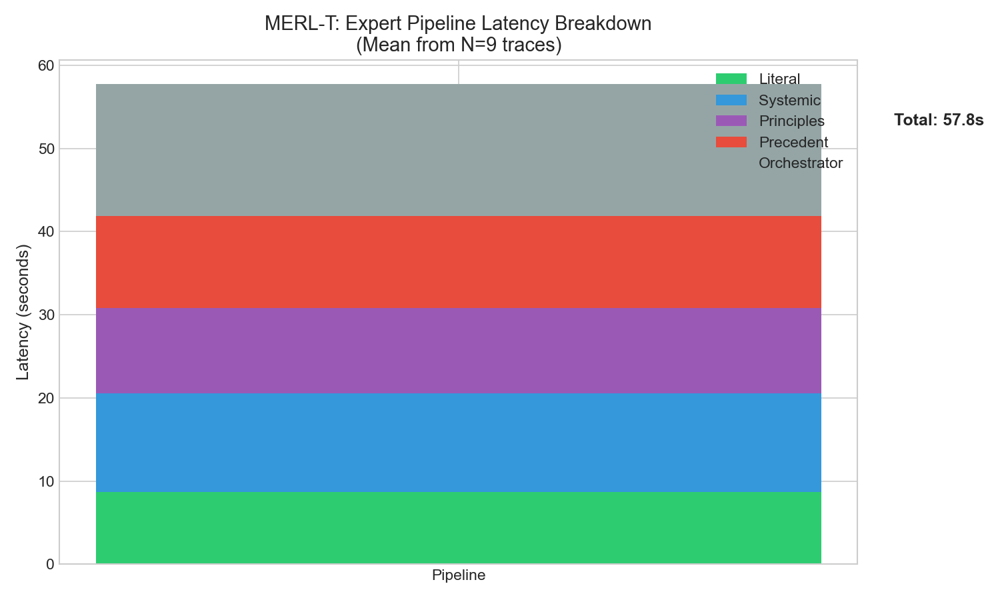 MERL-T: Expert Pipeline Latency Breakdown
(Mean from N=9 traces)
Literal
Systemic
Principles
Precedent
Orchestrator
Total: 57.8s
Latency (seconds)
60
50
40
30
20
10
0
Pipeline